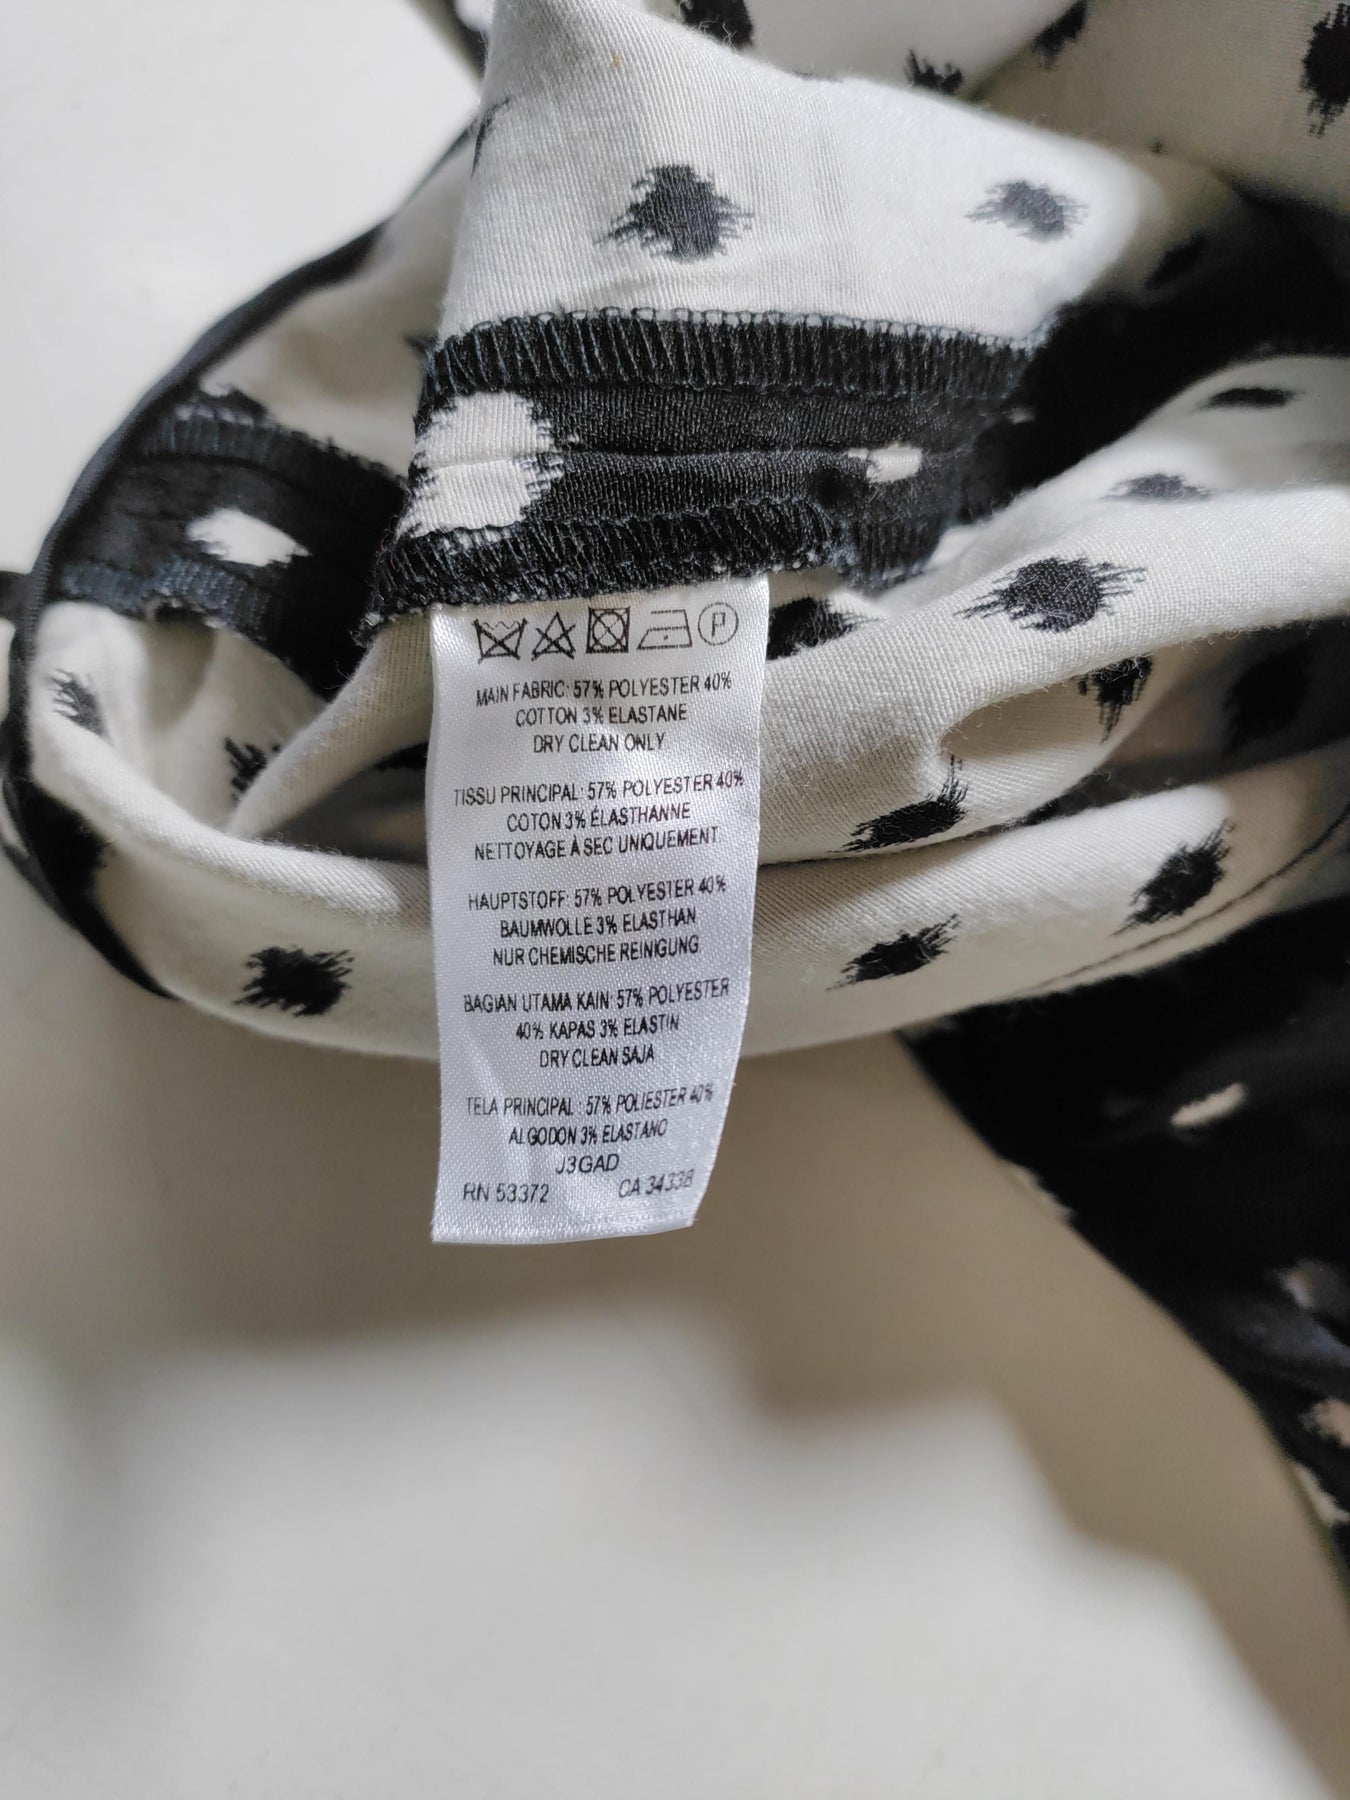 P
MAIN FABRIC: 57% POLYESTER 40%
COTTON 3% ELASTANE
DRY CLEAN ONLY
TISSU PRINCIPAL: 57% POLYESTER 40%
COTON 3% ÉLASTHANNE
NETTOYAGE À SEC UNIQUEMENT
HAUPTSTOFF: 57% POLYESTER 40%
BAUMWOLLE 3% ELASTHAN
NUR CHEMISCHE REINIGUNG
BAGIAN UTAMA KAIN: 57% POLYESTER
40% KAPAS 3% ELASTIN
DRY CLEAN SAJA
TELA PRINCIPAL : 57% POLIESTER 40%
ALGODON 3% ELASTANO
J3GAD
RN 53372 CA 34338